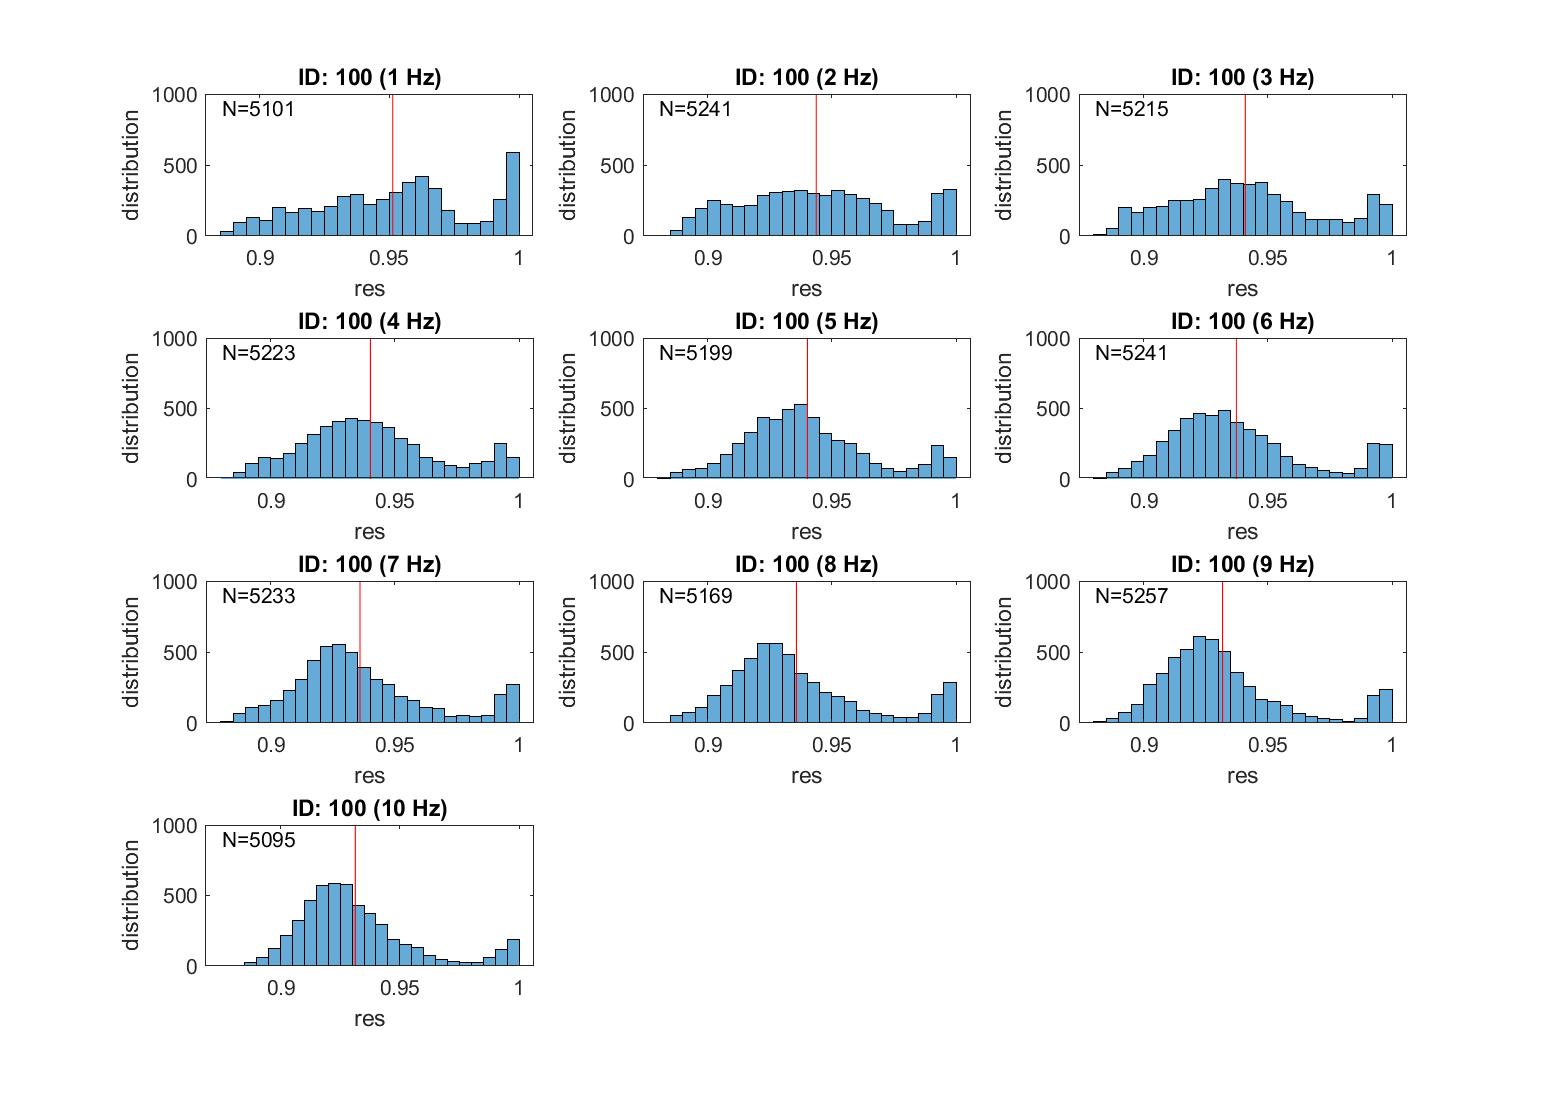 ID: 100 (1 Hz)
1000
500
0
distribution
N=5101
0.9
0.95
1
res
ID: 100 (2 Hz)
1000
500
0
distribution
N=5241
0.9
0.95
1
res
ID: 100 (3 Hz)
1000
500
0
distribution
N=5215
0.9
0.95
1
res
ID: 100 (4 Hz)
1000
500
0
distribution
N=5223
0.9
0.95
1
res
ID: 100 (5 Hz)
1000
500
0
distribution
N=5199
0.9
0.95
1
res
ID: 100 (6 Hz)
1000
500
0
distribution
N=5241
0.9
0.95
1
res
ID: 100 (7 Hz)
1000
500
0
distribution
N=5233
0.9
0.95
1
res
ID: 100 (8 Hz)
1000
500
0
distribution
N=5169
0.9
0.95
1
res
ID: 100 (9 Hz)
1000
500
0
distribution
N=5257
0.9
0.95
1
res
ID: 100 (10 Hz)
1000
500
0
distribution
N=5095
0.9
0.95
1
res